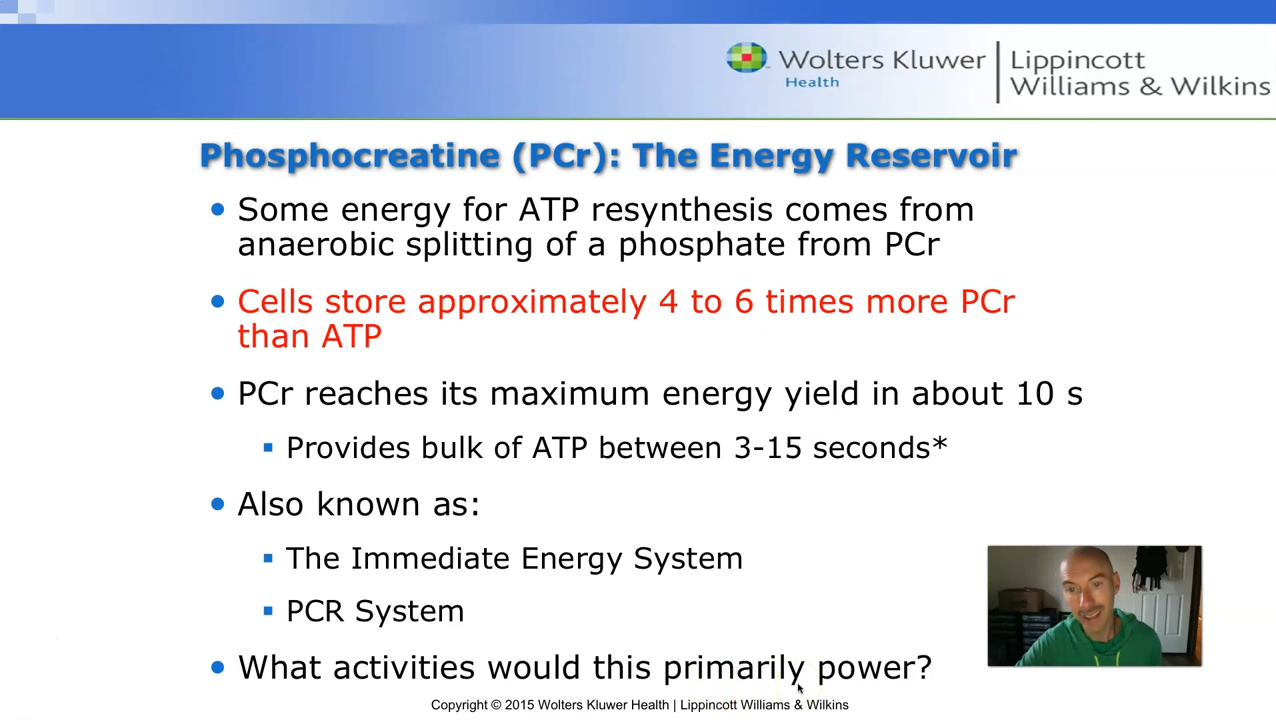 Wolters Kluwer
Health
Lippincott
Williams & Wilkins
Phosphocreatine (PCr): The Energy Reservoir
• Some energy for ATP resynthesis comes from
anaerobic splitting of a phosphate from PCr
• Cells store approximately 4 to 6 times more PCr
than ATP
• PCr reaches its maximum energy yield in about 10 s
▪ Provides bulk of ATP between 3-15 seconds*
• Also known as:
▪ The Immediate Energy System
▪ PCR System
• What activities would this primarily power?
Copyright © 2015 Wolters Kluwer Health | Lippincott Williams & Wilkins